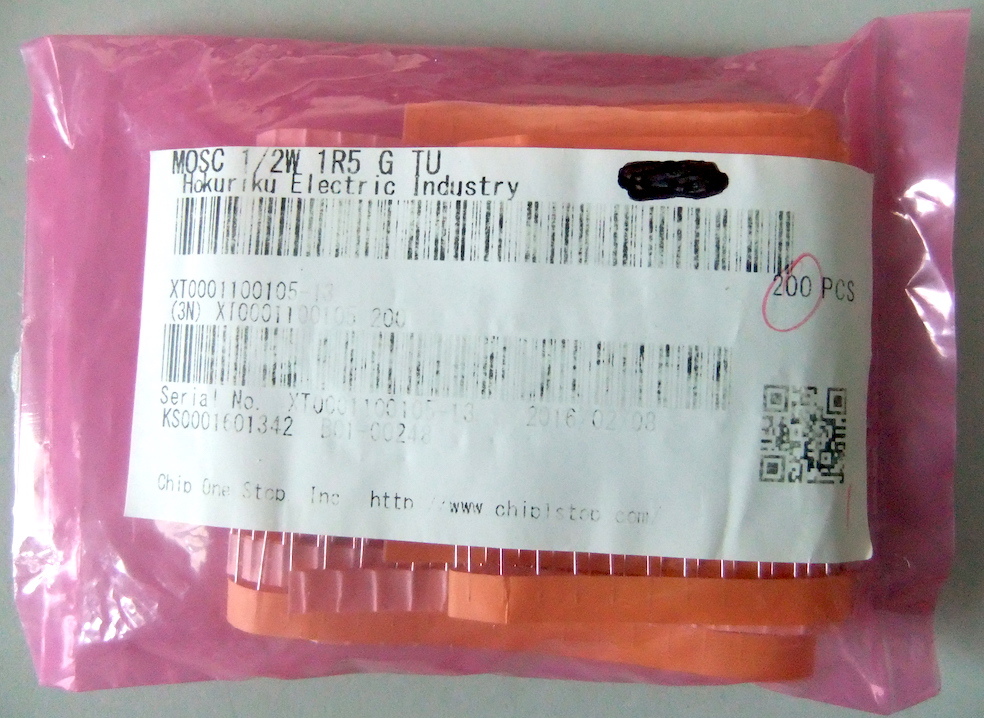 MOSC 1/2W 1R5 G TU
Hokuriku Electric Industry
200 PCS
XT0001100105-13
(3N) XT0001100105 200
Serial No. XT0001100105-13 2016/02/08
KS0001601342 B01-00248
Chip One Stop Inc http://www.chip1stop.com/